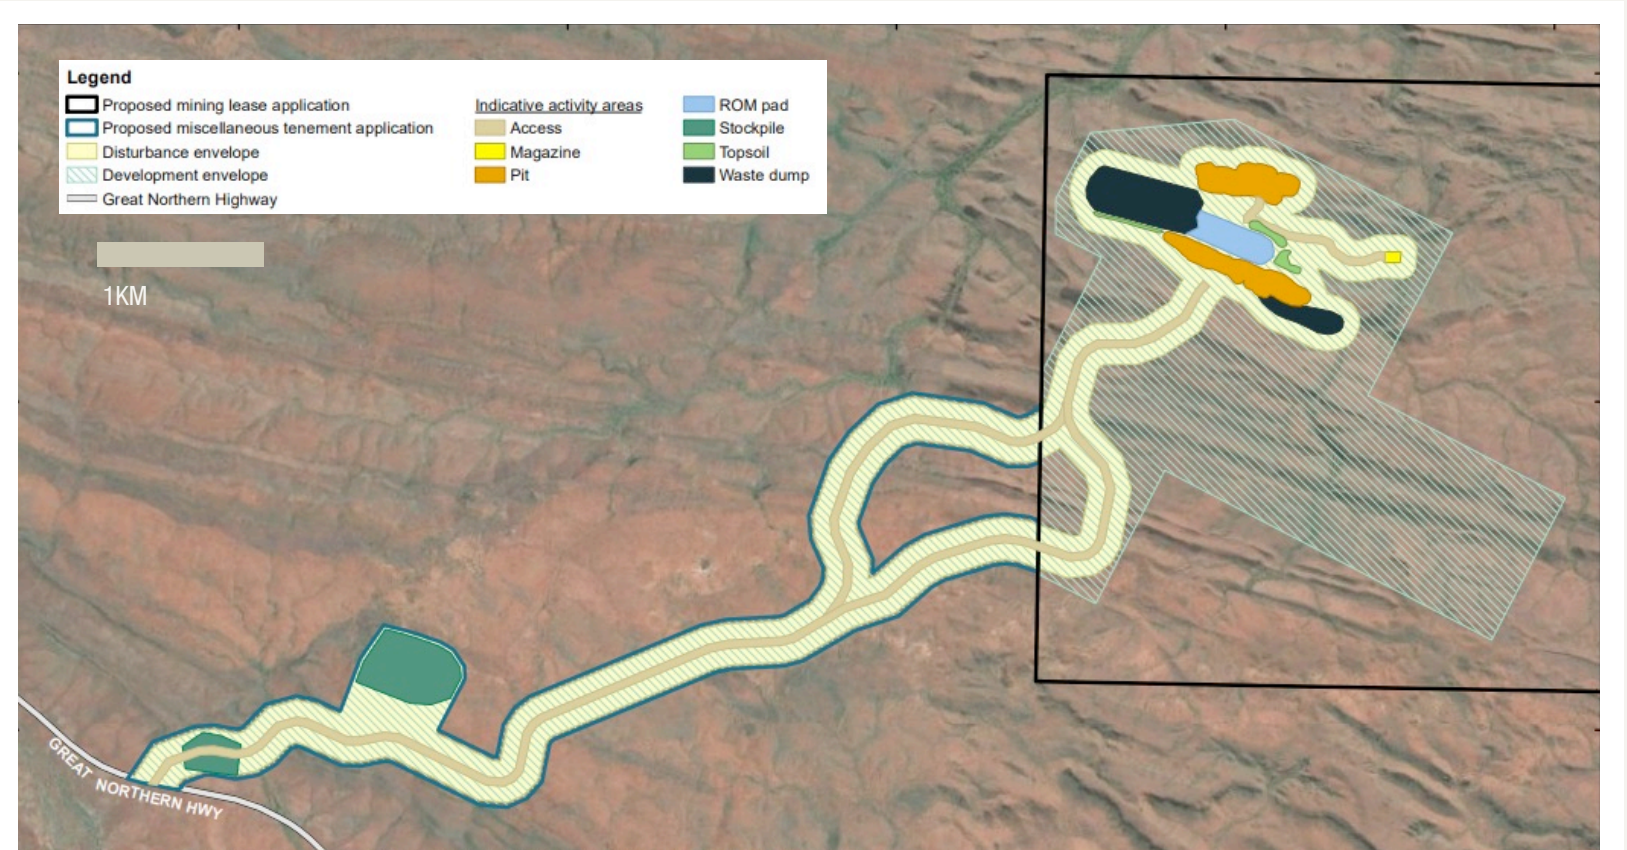 Legend
Proposed mining lease application
Proposed miscellaneous tenement application
Disturbance envelope
Development envelope
Great Northern Highway
Indicative activity areas
Access
Magazine
Pit
ROM pad
Stockpile
Topsoil
Waste dump
1KM
GREAT NORTHERN HWY